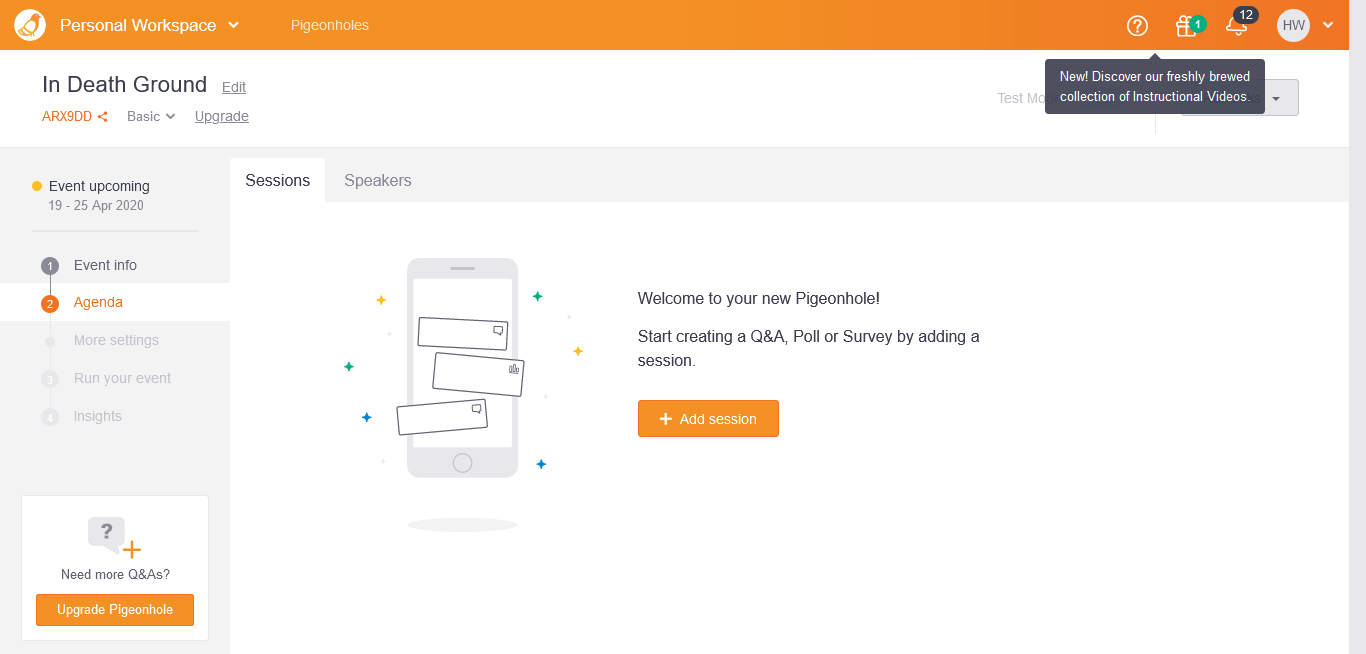 Personal Workspace
Pigeonholes
1
12
HW
New! Discover our freshly brewed
collection of Instructional Videos.
In Death Ground
Edit
ARX9DD
Basic
Upgrade
Event upcoming
19 - 25 Apr 2020
1 Event info
2 Agenda
More settings
3 Run your event
4 Insights
?
Need more Q&As?
Upgrade Pigeonhole
Sessions
Speakers
Welcome to your new Pigeonhole!
Start creating a Q&A, Poll or Survey by adding a
session.
+ Add session